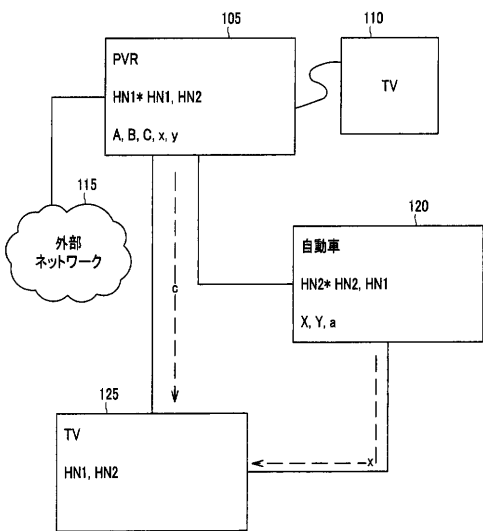 105
PVR
HN1* HN1, HN2
A, B, C, x, y
110
TV
115
外部
ネットワーク
120
自動車
HN2* HN2, HN1
X, Y, a
c
125
TV
HN1, HN2
x